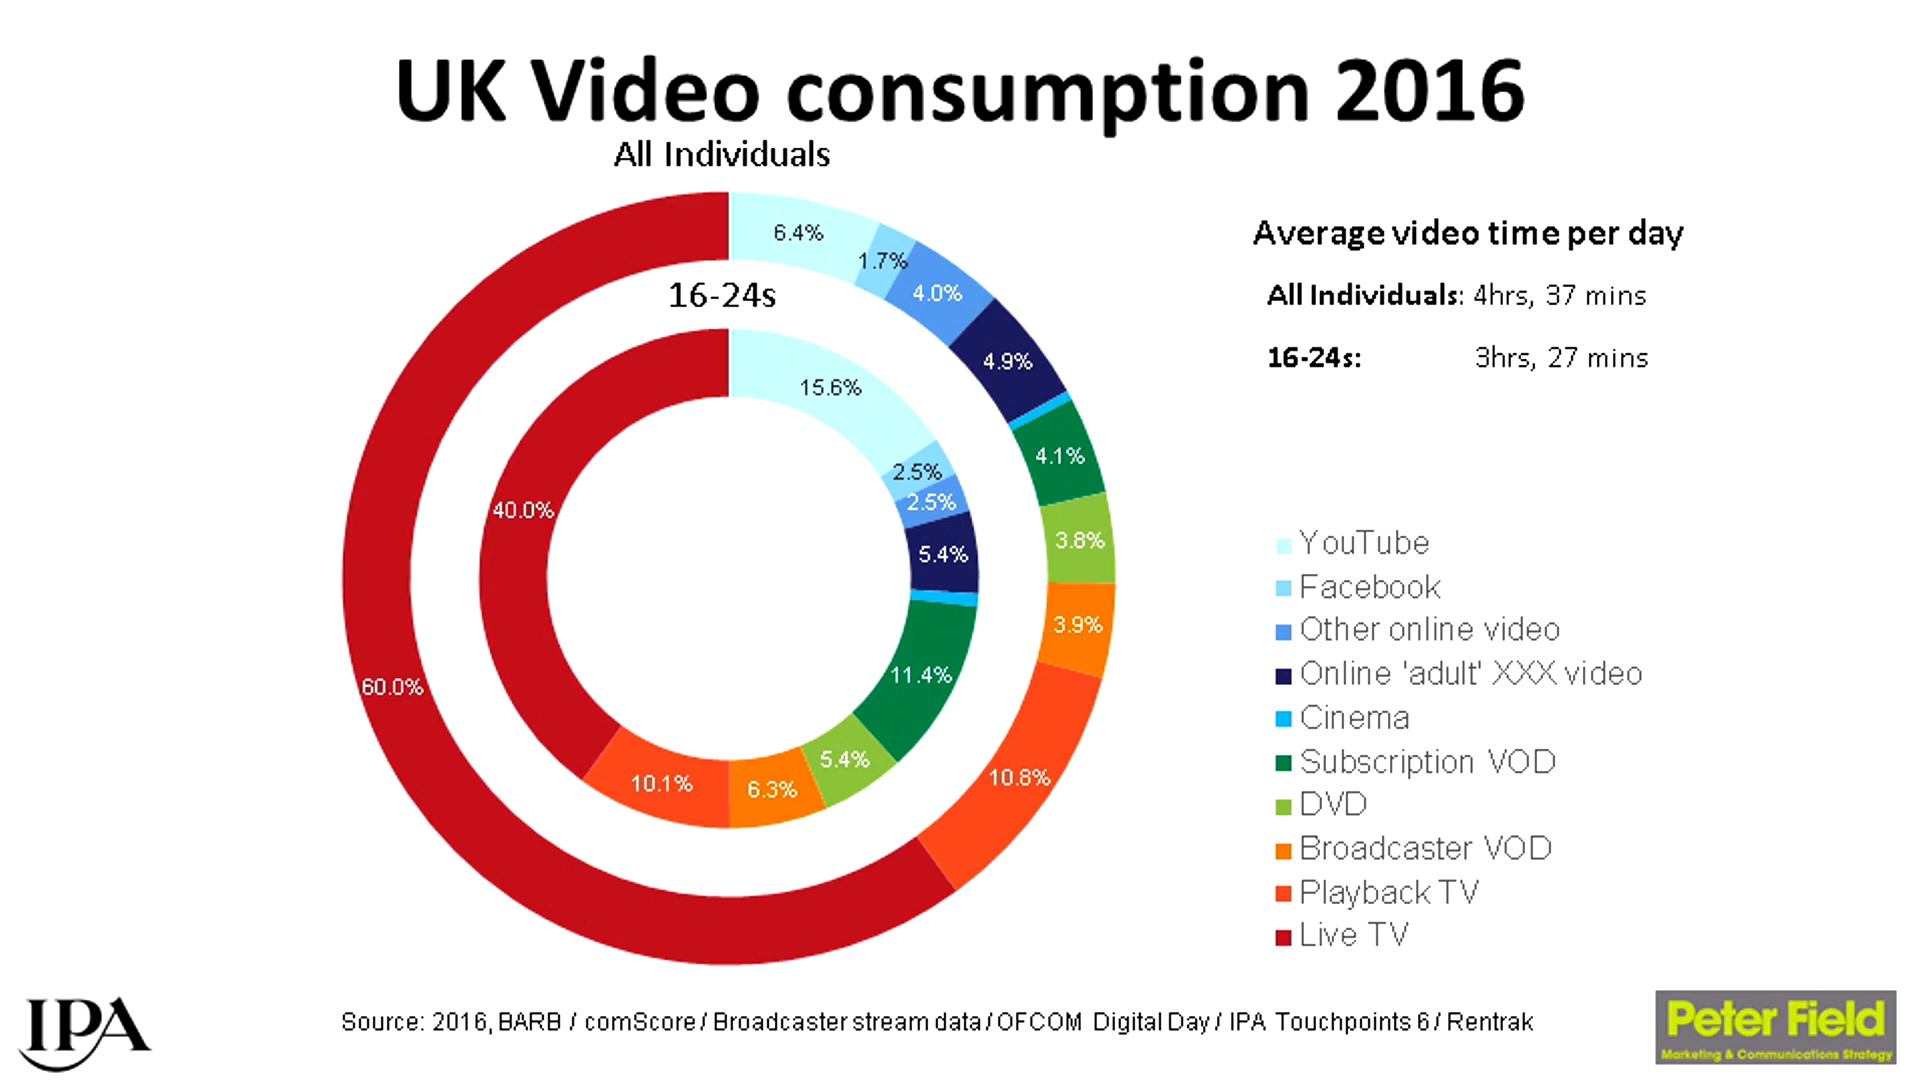 UK Video consumption 2016
All Individuals
6.4%
1.7%
4.0%
4.9%
4.1%
3.8%
3.9%
10.8%
60.0%
16-24s
15.6%
2.5%
2.5%
5.4%
11.4%
5.4%
6.3%
10.1%
40.0%
Average video time per day
All Individuals: 4hrs, 37 mins
16-24s: 3hrs, 27 mins
YouTube
Facebook
Other online video
Online 'adult' XXX video
Cinema
Subscription VOD
DVD
Broadcaster VOD
Playback TV
Live TV
IPA
Source: 2016, BARB / comScore / Broadcaster stream data / OFCOM Digital Day / IPA Touchpoints 6 / Rentrak
Peter Field
Marketing & Communications Strategy